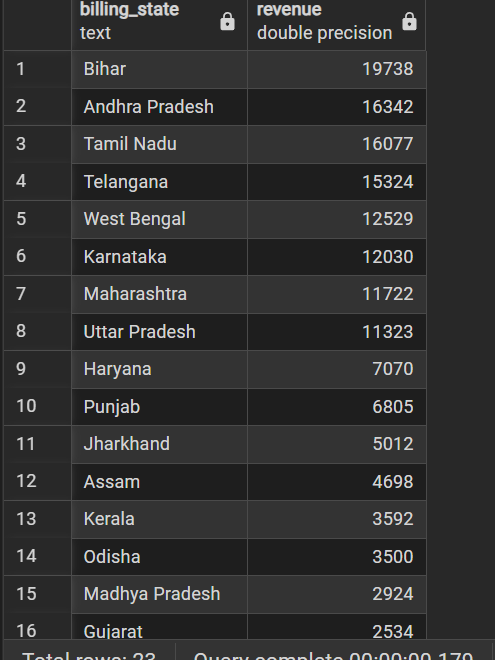 billing_state revenue
text double precision
1 Bihar 19738
2 Andhra Pradesh 16342
3 Tamil Nadu 16077
4 Telangana 15324
5 West Bengal 12529
6 Karnataka 12030
7 Maharashtra 11722
8 Uttar Pradesh 11323
9 Haryana 7070
10 Punjab 6805
11 Jharkhand 5012
12 Assam 4698
13 Kerala 3592
14 Odisha 3500
15 Madhya Pradesh 2924
16 Gujarat 2534
Total rows: 23 Query complete 00:00:00.179